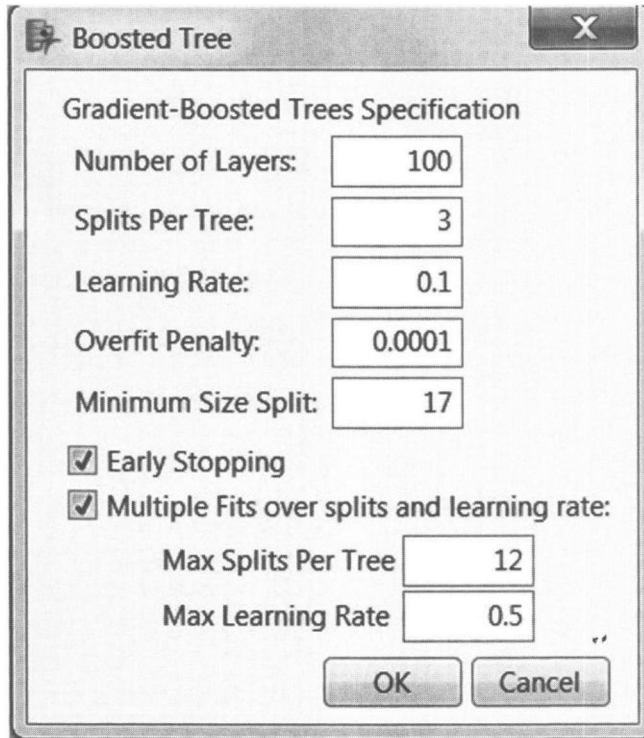 Boosted Tree
X
Gradient-Boosted Trees Specification
Number of Layers: 100
Splits Per Tree: 3
Learning Rate: 0.1
Overfit Penalty: 0.0001
Minimum Size Split: 17
Early Stopping
Multiple Fits over splits and learning rate:
Max Splits Per Tree 12
Max Learning Rate 0.5
OK Cancel